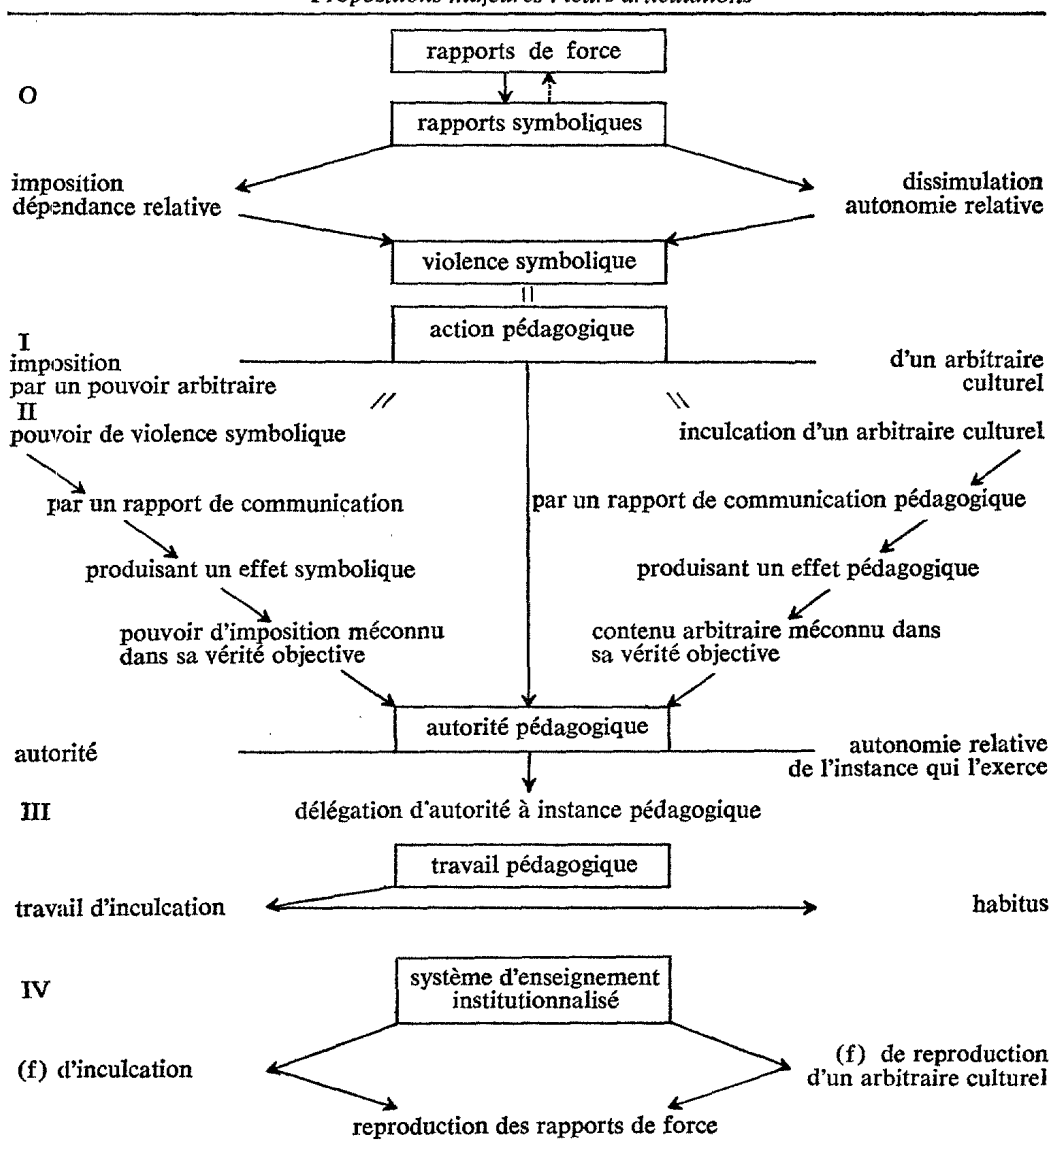 rapports de force
O
rapports symboliques
imposition
dépendance relative
dissimulation
autonomie relative
violence symbolique
action pédagogique
I
imposition
par un pouvoir arbitraire
d'un arbitraire
culturel
II
pouvoir de violence symbolique
inculcation d'un arbitraire culturel
par un rapport de communication
par un rapport de communication pédagogique
produisant un effet symbolique
produisant un effet pédagogique
pouvoir d'imposition méconnu
dans sa vérité objective
contenu arbitraire méconnu dans
sa vérité objective
autorité pédagogique
autorité
autonomie relative
de l'instance qui l'exerce
III
délégation d'autorité à instance pédagogique
travail pédagogique
travail d'inculcation
habitus
IV
système d'enseignement
institutionnalisé
(f) d'inculcation
(f) de reproduction
d'un arbitraire culturel
reproduction des rapports de force